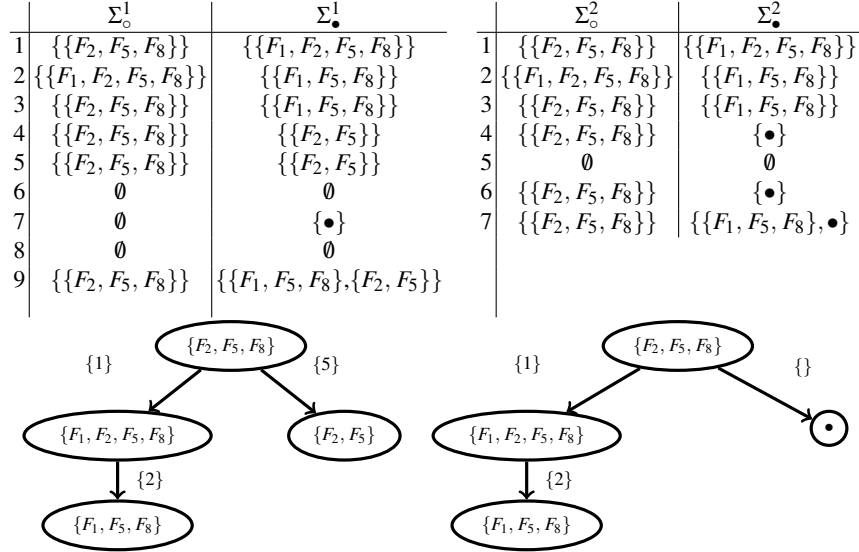 Σ¹∘ Σ¹• Σ²∘ Σ²•
1 {{F₂, F₅, F₈}} {{F₁, F₂, F₅, F₈}} 1 {{F₂, F₅, F₈}} {{F₁, F₂, F₅, F₈}}
2 {{F₁, F₂, F₅, F₈}} {{F₁, F₅, F₈}} 2 {{F₁, F₂, F₅, F₈}} {{F₁, F₅, F₈}}
3 {{F₂, F₅, F₈}} {{F₁, F₅, F₈}} 3 {{F₂, F₅, F₈}} {{F₁, F₅, F₈}}
4 {{F₂, F₅, F₈}} {{F₂, F₅}} 4 {{F₂, F₅, F₈}} {•}
5 {{F₂, F₅, F₈}} {{F₂, F₅}} 5 ∅ ∅
6 ∅ ∅ 6 {{F₂, F₅, F₈}} {•}
7 ∅ {•} 7 {{F₂, F₅, F₈}} {{F₁, F₅, F₈},•}
8 ∅ ∅
9 {{F₂, F₅, F₈}} {{F₁, F₅, F₈},{F₂, F₅}}
{F₂, F₅, F₈} {F₂, F₅, F₈}
{1} {5} {1} {}
{F₁, F₂, F₅, F₈} {F₂, F₅} {F₁, F₂, F₅, F₈} •
{2} {2}
{F₁, F₅, F₈} {F₁, F₅, F₈}